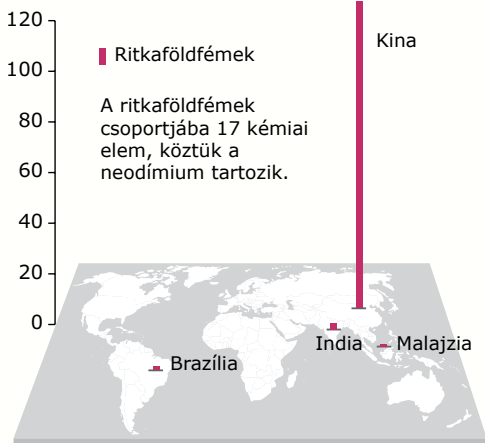 120
100
80
60
40
20
0
Ritkaföldfémek
A ritkaföldfémek
csoportjába 17 kémiai
elem, köztük a
neodímium tartozik.
Kina
India
Malajzia
Brazília